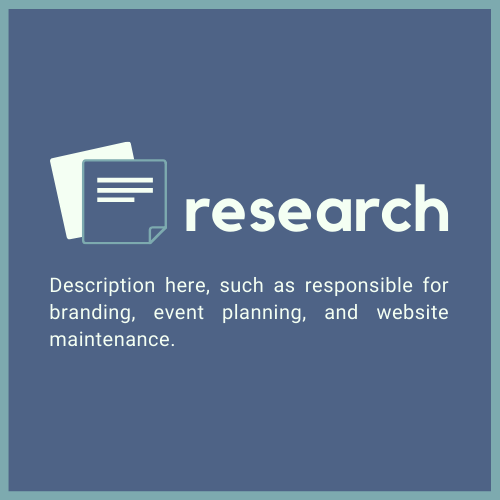 research
Description here, such as responsible for
branding, event planning, and website
maintenance.